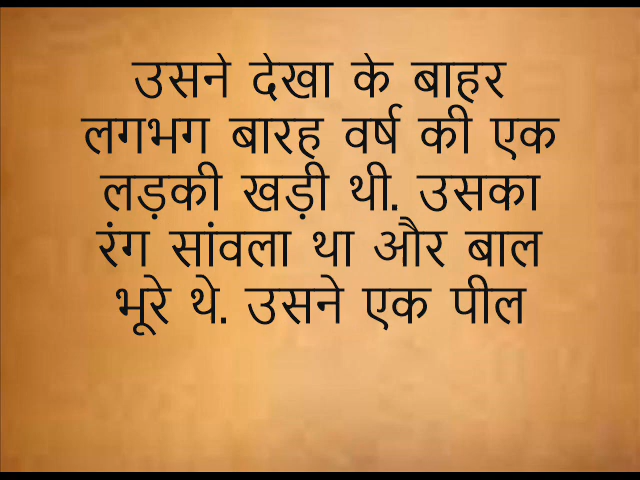 उसने देखा के बाहर
लगभग बारह वर्ष की एक
लड़की खड़ी थी. उसका
रंग सांवला था और बाल
भूरे थे. उसने एक पील